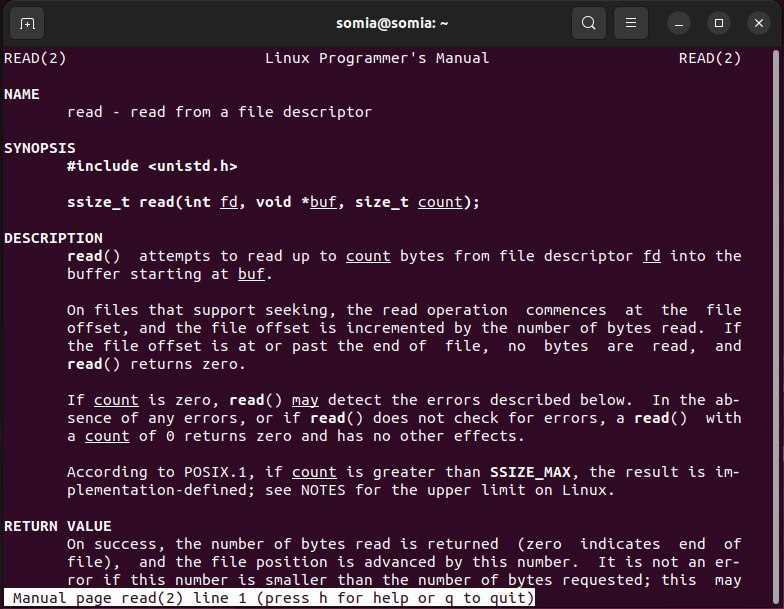 somia@somia: ~
READ(2) Linux Programmer's Manual READ(2)
NAME
read - read from a file descriptor
SYNOPSIS
#include <unistd.h>
ssize_t read(int fd, void *buf, size_t count);
DESCRIPTION
read() attempts to read up to count bytes from file descriptor fd into the
buffer starting at buf.
On files that support seeking, the read operation commences at the file
offset, and the file offset is incremented by the number of bytes read. If
the file offset is at or past the end of file, no bytes are read, and
read() returns zero.
If count is zero, read() may detect the errors described below. In the ab-
sence of any errors, or if read() does not check for errors, a read() with
a count of 0 returns zero and has no other effects.
According to POSIX.1, if count is greater than SSIZE_MAX, the result is im-
plementation-defined; see NOTES for the upper limit on Linux.
RETURN VALUE
On success, the number of bytes read is returned (zero indicates end of
file), and the file position is advanced by this number. It is not an er-
ror if this number is smaller than the number of bytes requested; this may
Manual page read(2) line 1 (press h for help or q to quit)